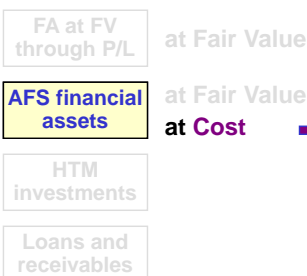 FA at FV
through P/L
at Fair Value
AFS financial
assets
at Fair Value
at Cost
HTM
investments
Loans and
receivables